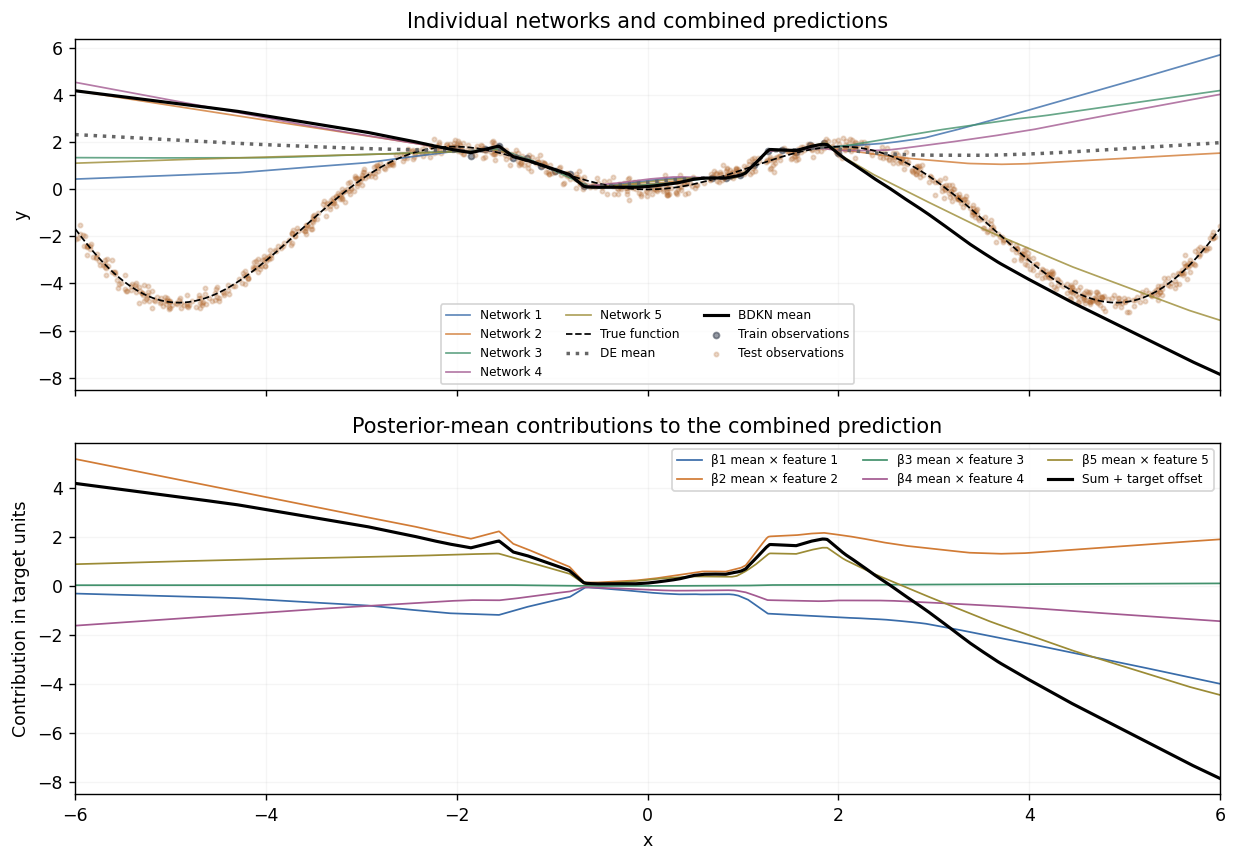 Individual networks and combined predictions
6
4
2
0
−2
−4
−6
−8
y
Network 1
Network 2
Network 3
Network 4
Network 5
True function
DE mean
BDKN mean
Train observations
Test observations
Posterior-mean contributions to the combined prediction
β1 mean × feature 1
β2 mean × feature 2
β3 mean × feature 3
β4 mean × feature 4
β5 mean × feature 5
Sum + target offset
4
2
0
−2
−4
−6
−8
Contribution in target units
−6 −4 −2 0 2 4 6
x